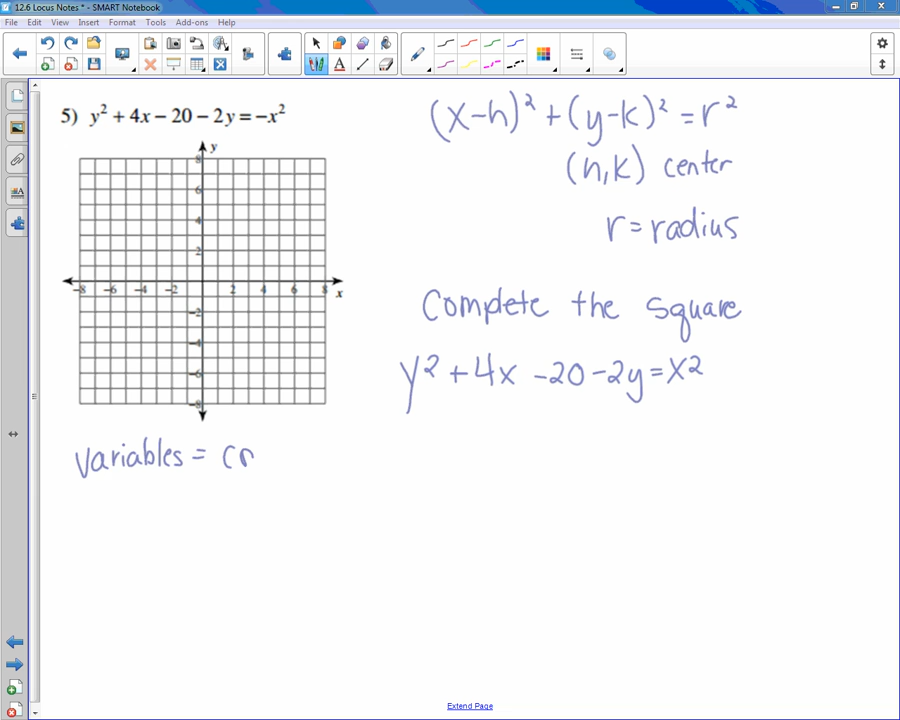 12.6 Locus Notes * - SMART Notebook
File Edit View Insert Format Tools Add-ons Help
5) y² + 4x − 20 − 2y = −x²
y
8
6
4
2
-8 -6 -4 -2 2 4 6 8 x
-2
-4
-6
-8
(x-h)² + (y-k)² = r²
(h,k) center
r = radius
Complete the square
y² + 4x - 20 - 2y = x²
variables = cr
Extend Page